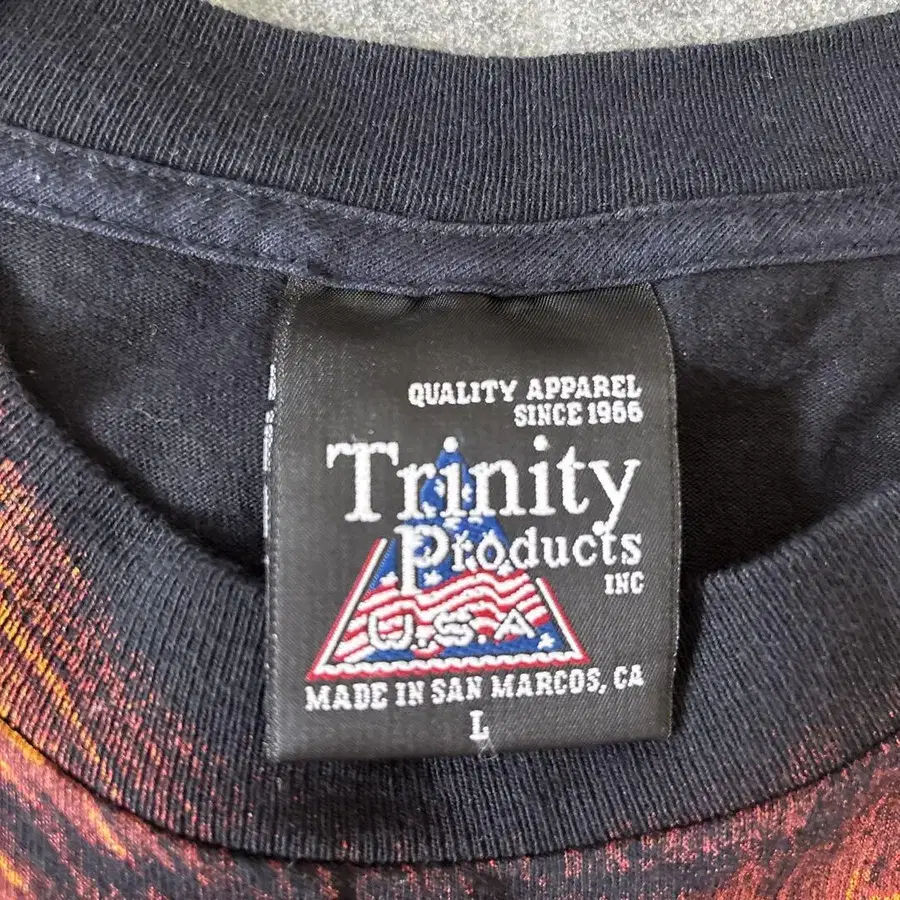 QUALITY APPAREL
SINCE 1966
Trinity
Products
INC
U.S.A
MADE IN SAN MARCOS, CA
L